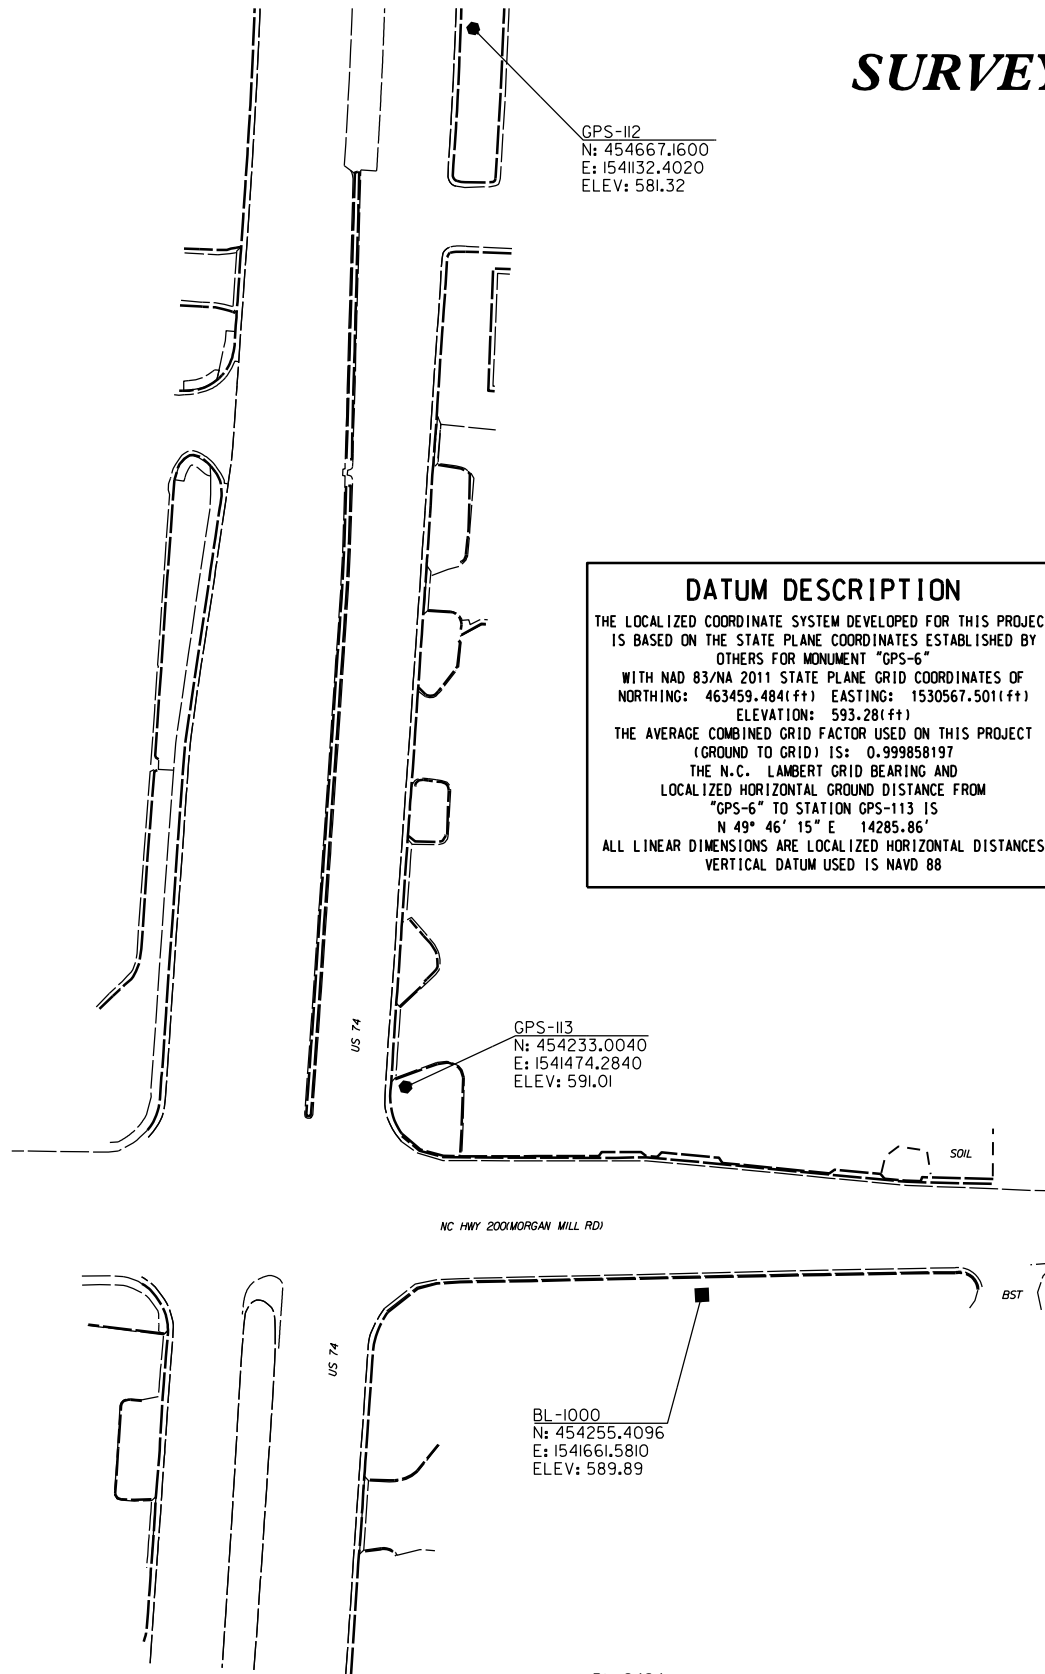 SURVEY
GPS-112
N: 454667.1600
E: 1541132.4020
ELEV: 581.32
DATUM DESCRIPTION
THE LOCALIZED COORDINATE SYSTEM DEVELOPED FOR THIS PROJEC
IS BASED ON THE STATE PLANE COORDINATES ESTABLISHED BY
OTHERS FOR MONUMENT "GPS-6"
WITH NAD 83/NA 2011 STATE PLANE GRID COORDINATES OF
NORTHING: 463459.484(ft) EASTING: 1530567.501(ft)
ELEVATION: 593.28(ft)
THE AVERAGE COMBINED GRID FACTOR USED ON THIS PROJECT
(GROUND TO GRID) IS: 0.999858197
THE N.C. LAMBERT GRID BEARING AND
LOCALIZED HORIZONTAL GROUND DISTANCE FROM
"GPS-6" TO STATION GPS-113 IS
N 49° 46' 15" E 14285.86'
ALL LINEAR DIMENSIONS ARE LOCALIZED HORIZONTAL DISTANCES
VERTICAL DATUM USED IS NAVD 88
US 74
GPS-113
N: 454233.0040
E: 1541474.2840
ELEV: 591.01
SOIL
NC HWY 200(MORGAN MILL RD)
BST
US 74
BL-1000
N: 454255.4096
E: 1541661.5810
ELEV: 589.89